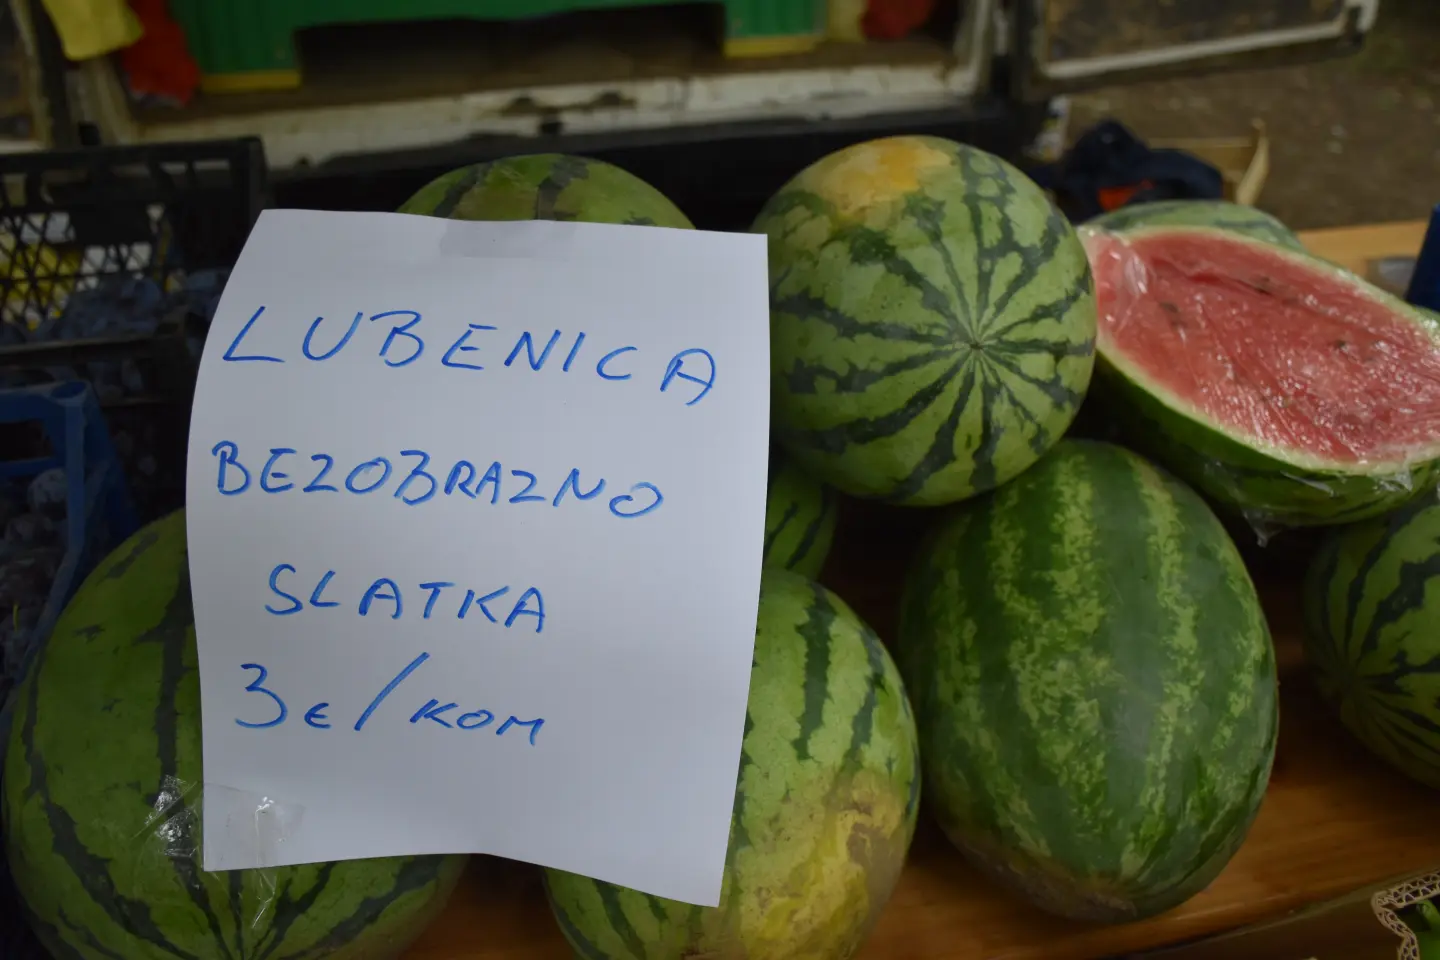 LUBENICA
BEZOBRAZNO
SLATKA
3€/KOM